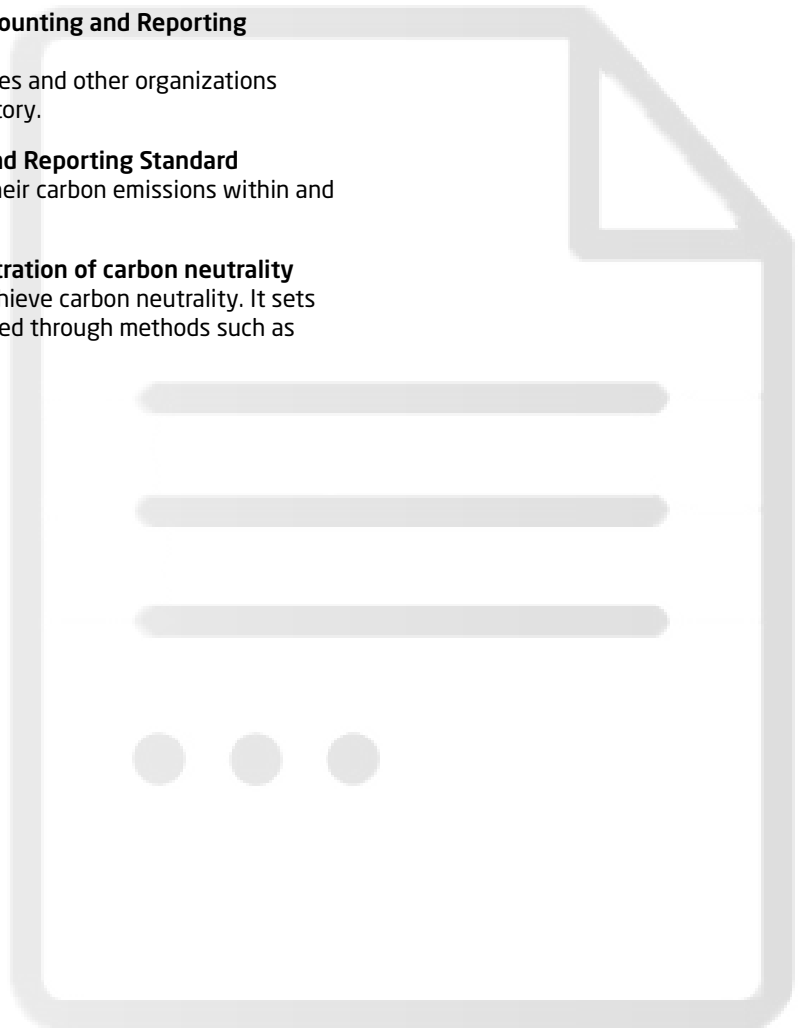 ounting and Reporting
es and other organizations
tory.
nd Reporting Standard
heir carbon emissions within and
tration of carbon neutrality
hieve carbon neutrality. It sets
ed through methods such as